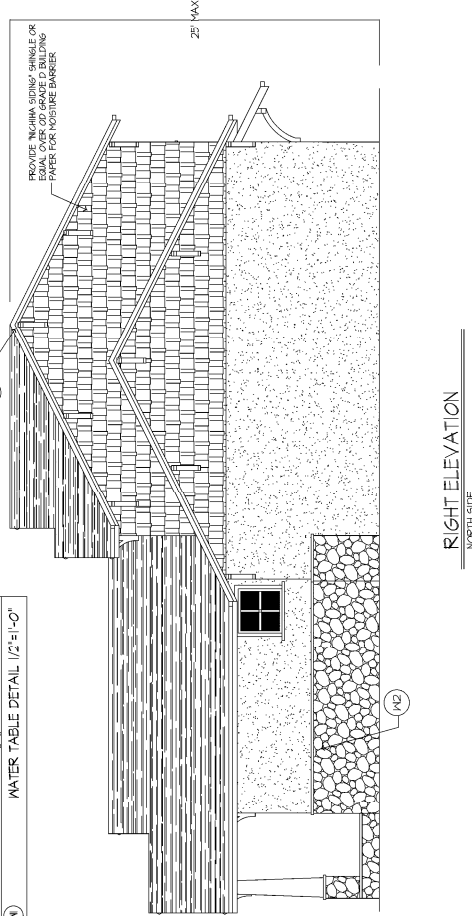 25' MAX
PROVIDE "NICHIHA SIDING" SHINGLE OR
EQUAL OVER OD GRADE D BUILDING
PAPER FOR MOISTURE BARRIER
WATER TABLE DETAIL 1/2"=1'-0"
W2
RIGHT ELEVATION
NORTH SIDE